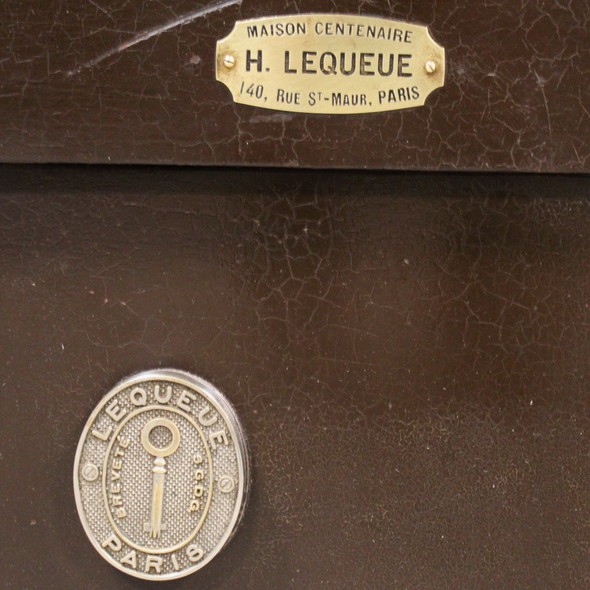 MAISON CENTENAIRE
H. LEQUEUE
140, RUE ST-MAUR, PARIS
LEQUEUE
BREVETÉ
S.G.D.G
PARIS